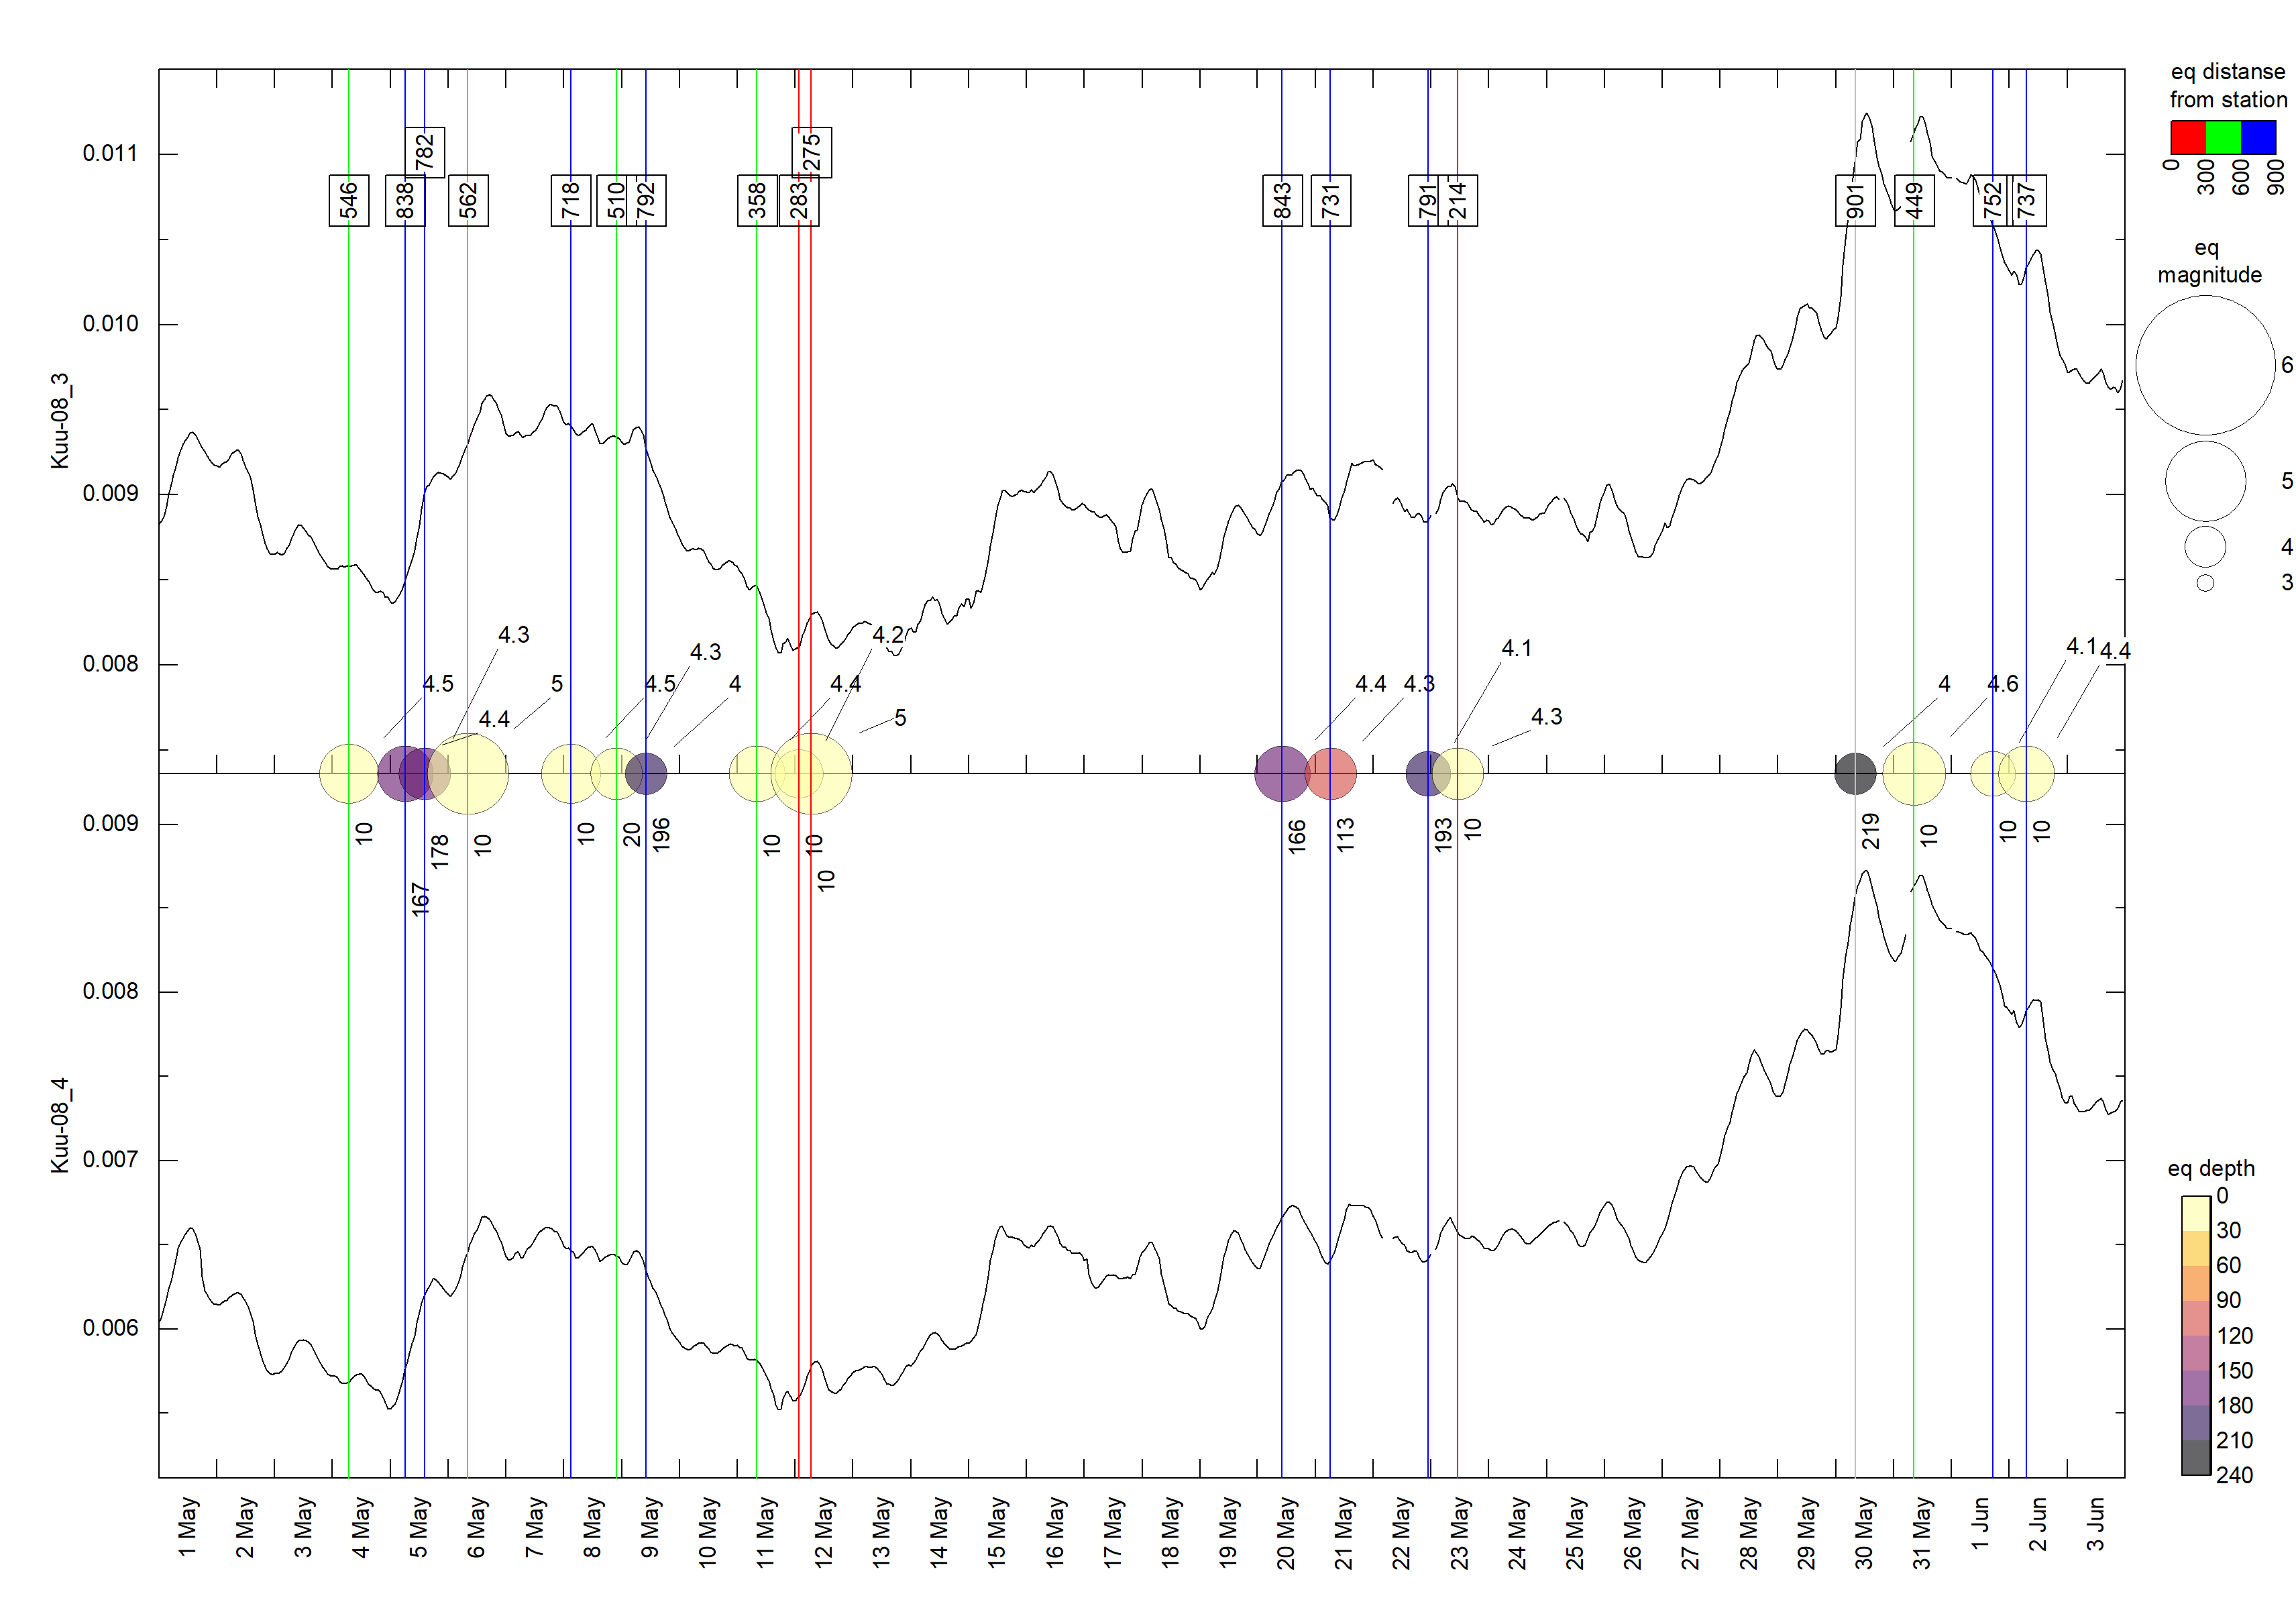 eq distanse
from station
0
300
600
900
eq
magnitude
6
5
4
3
eq depth
0
30
60
90
120
150
180
210
240
Kuu-08_3
0.011
0.010
0.009
0.008
782
275
546
838
562
718
510
792
358
283
843
731
791
214
901
449
752
737
4.3
4.2
4.3
4.1
4.1
4.4
4.5
4.4
5
4.5
4
4.4
5
4.4
4.3
4.3
4
4.6
10
167
178
10
10
20
196
10
10
10
166
113
193
10
219
10
10
10
Kuu-08_4
0.009
0.008
0.007
0.006
1 May
2 May
3 May
4 May
5 May
6 May
7 May
8 May
9 May
10 May
11 May
12 May
13 May
14 May
15 May
16 May
17 May
18 May
19 May
20 May
21 May
22 May
23 May
24 May
25 May
26 May
27 May
28 May
29 May
30 May
31 May
1 Jun
2 Jun
3 Jun